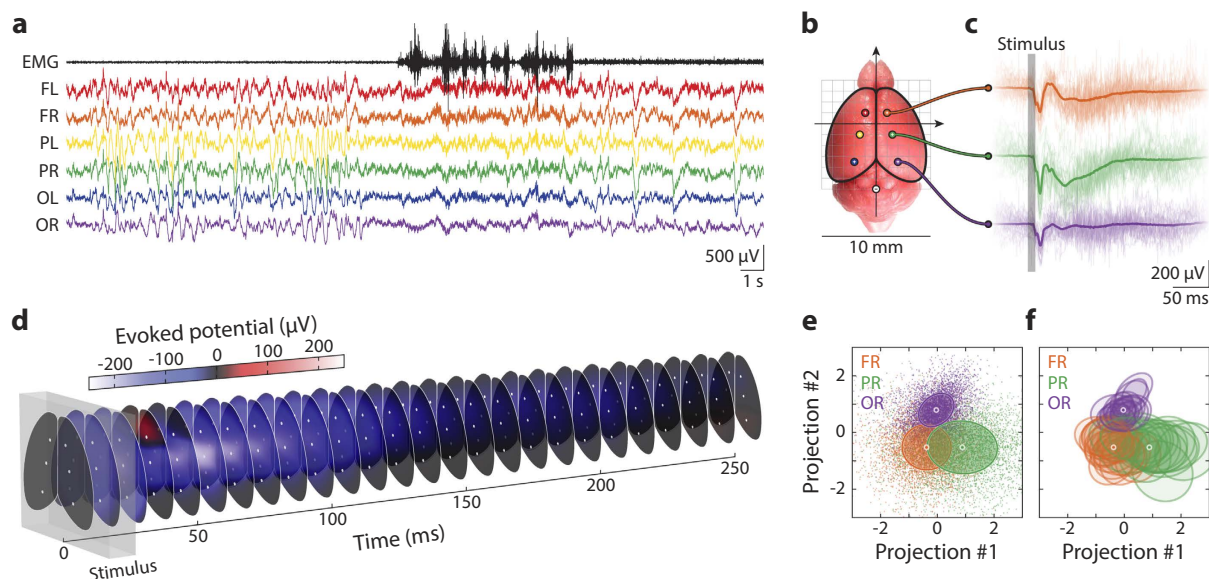 a
EMG
FL
FR
PL
PR
OL
OR
500 µV
1 s
b
10 mm
c
Stimulus
200 µV
50 ms
d
Evoked potential (µV)
-200 -100 0 100 200
0 50 100 150 200 250
Time (ms)
Stimulus
e
FR
PR
OR
2
0
-2
Projection #2
-2 0 2
Projection #1
f
FR
PR
OR
-2 0 2
Projection #1